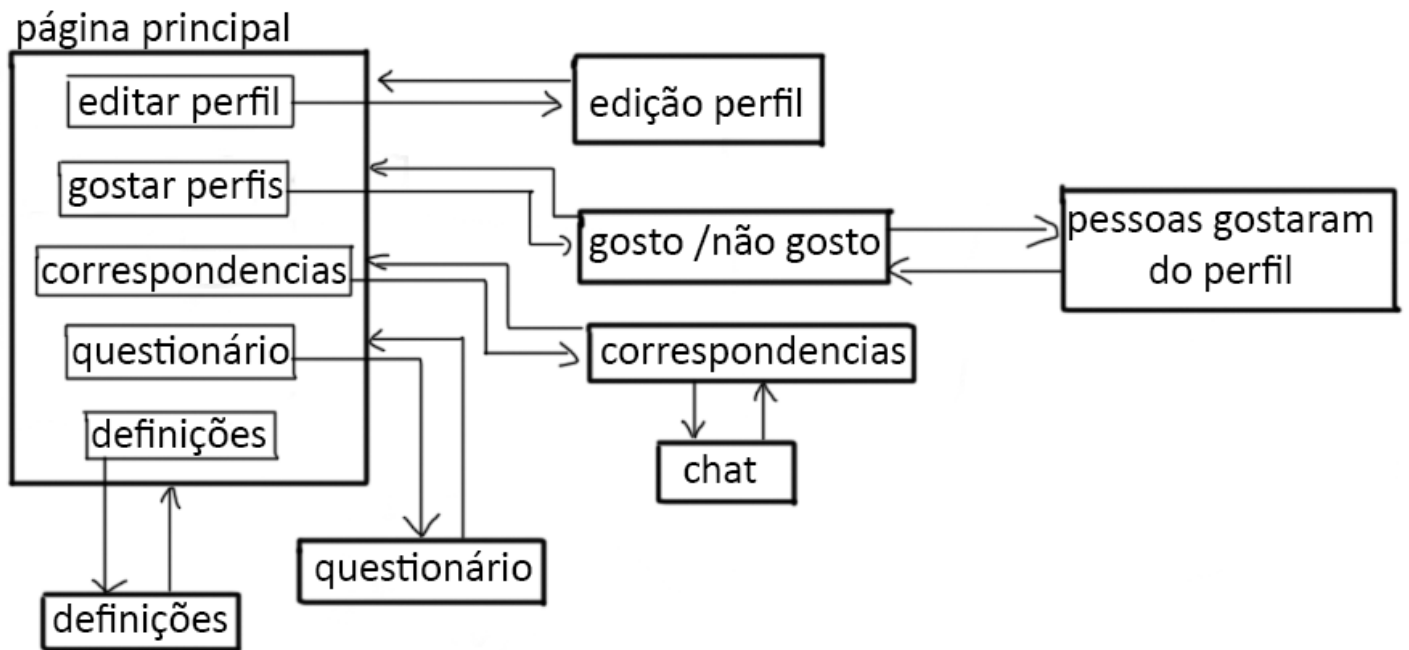 página principal
editar perfil
edição perfil
gostar perfis
gosto /não gosto
pessoas gostaram
do perfil
correspondencias
correspondencias
questionário
definições
chat
questionário
definições